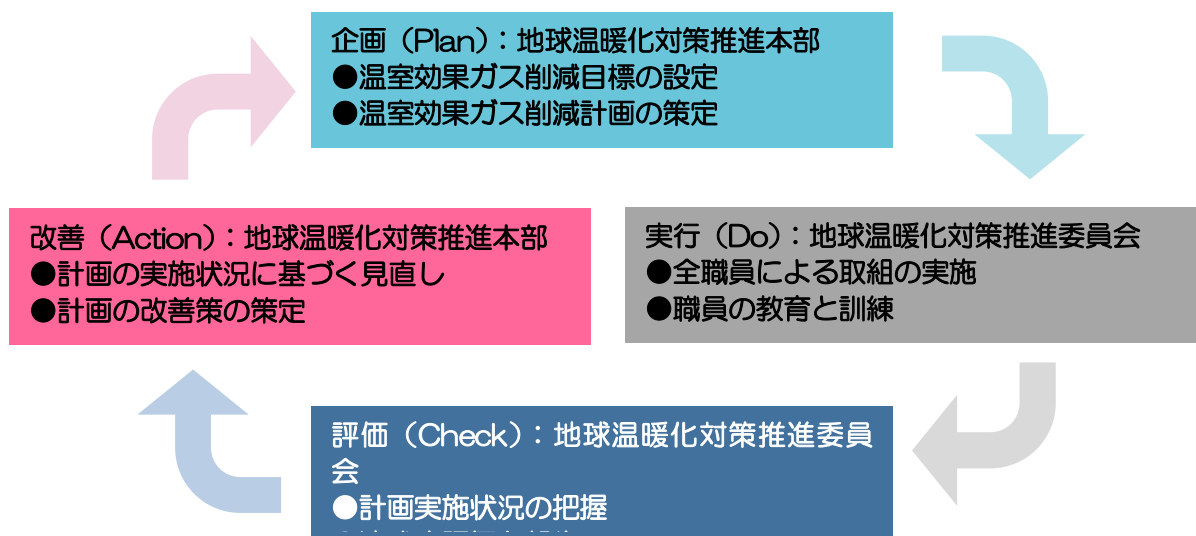 企画（Plan）：地球温暖化対策推進本部
●温室効果ガス削減目標の設定
●温室効果ガス削減計画の策定
改善（Action）：地球温暖化対策推進本部
●計画の実施状況に基づく見直し
●計画の改善策の策定
実行（Do）：地球温暖化対策推進委員会
●全職員による取組の実施
●職員の教育と訓練
評価（Check）：地球温暖化対策推進委員
会
●計画実施状況の把握